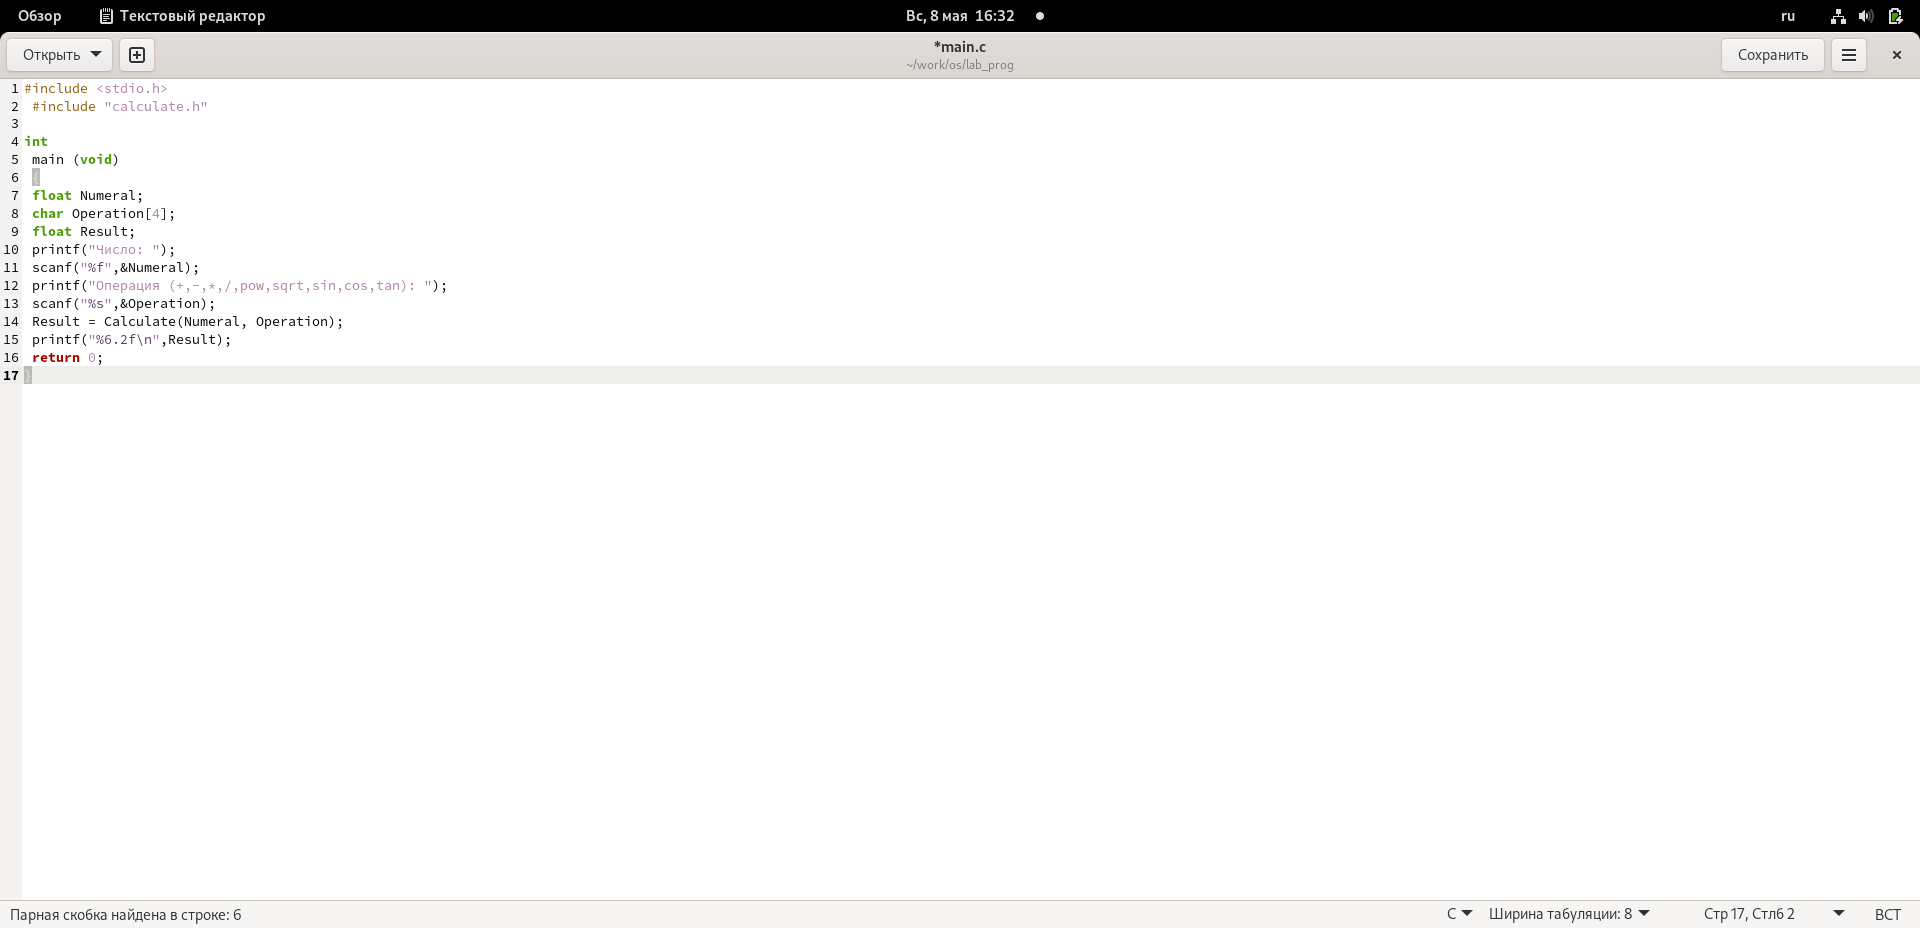 Обзор Текстовый редактор Вс, 8 мая 16:32 ru
Открыть *main.c Сохранить
~/work/os/lab_prog
1 #include <stdio.h>
2 #include "calculate.h"
3
4 int
5 main (void)
6 {
7 float Numeral;
8 char Operation[4];
9 float Result;
10 printf("Число: ");
11 scanf("%f",&Numeral);
12 printf("Операция (+,-,*,/,pow,sqrt,sin,cos,tan): ");
13 scanf("%s",&Operation);
14 Result = Calculate(Numeral, Operation);
15 printf("%6.2f\n",Result);
16 return 0;
17 }
Парная скобка найдена в строке: 6 C Ширина табуляции: 8 Стр 17, Стлб 2 ВСТ